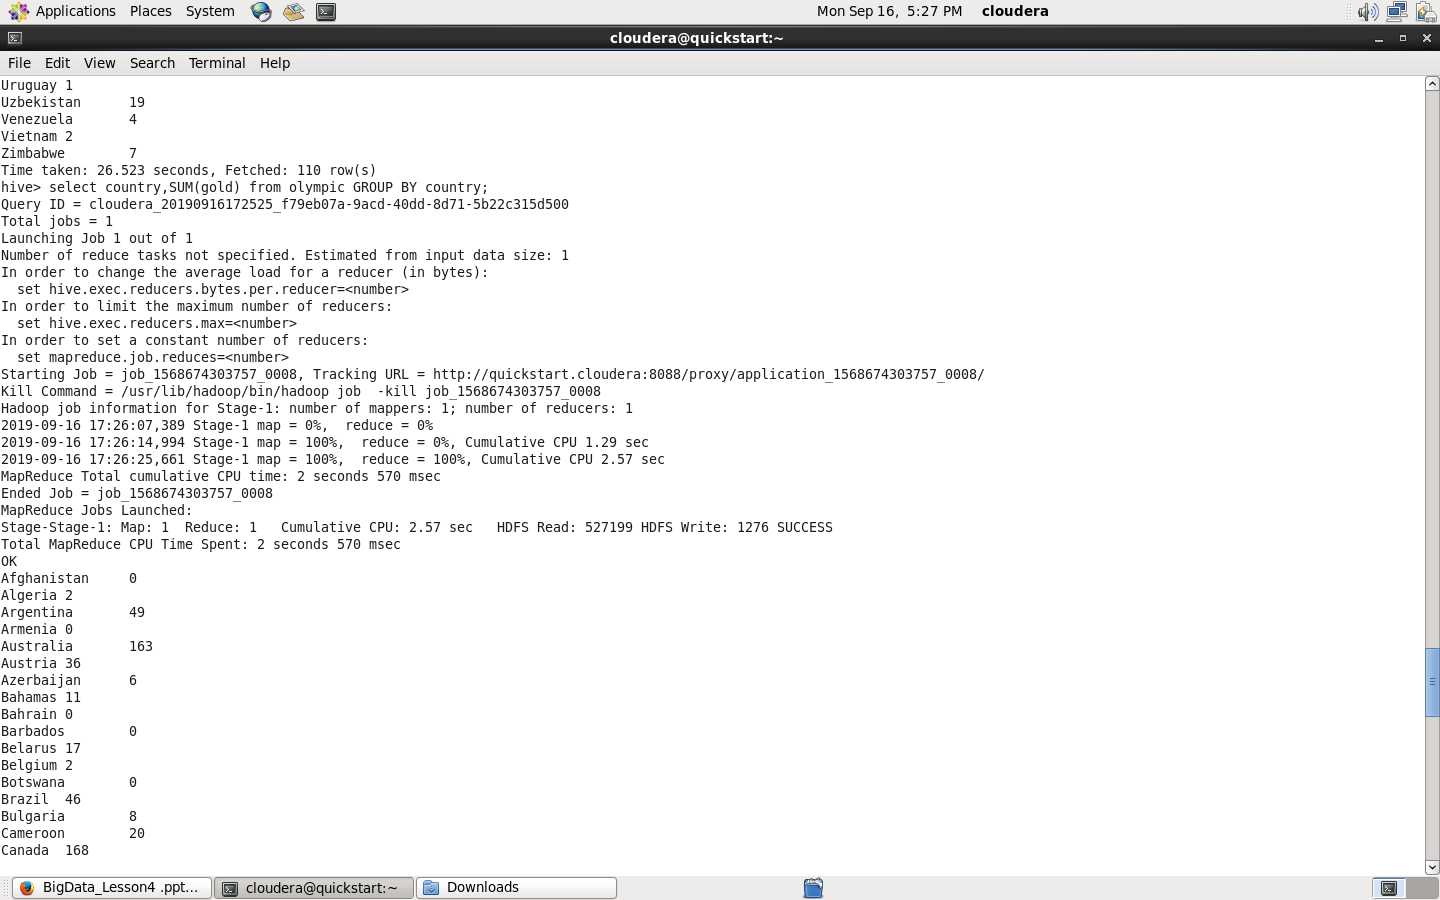 Applications Places System Mon Sep 16, 5:27 PM cloudera
cloudera@quickstart:~
File Edit View Search Terminal Help
Uruguay 1
Uzbekistan 19
Venezuela 4
Vietnam 2
Zimbabwe 7
Time taken: 26.523 seconds, Fetched: 110 row(s)
hive> select country,SUM(gold) from olympic GROUP BY country;
Query ID = cloudera_20190916172525_f79eb07a-9acd-40dd-8d71-5b22c315d500
Total jobs = 1
Launching Job 1 out of 1
Number of reduce tasks not specified. Estimated from input data size: 1
In order to change the average load for a reducer (in bytes):
  set hive.exec.reducers.bytes.per.reducer=<number>
In order to limit the maximum number of reducers:
  set hive.exec.reducers.max=<number>
In order to set a constant number of reducers:
  set mapreduce.job.reduces=<number>
Starting Job = job_1568674303757_0008, Tracking URL = http://quickstart.cloudera:8088/proxy/application_1568674303757_0008/
Kill Command = /usr/lib/hadoop/bin/hadoop job  -kill job_1568674303757_0008
Hadoop job information for Stage-1: number of mappers: 1; number of reducers: 1
2019-09-16 17:26:07,389 Stage-1 map = 0%,  reduce = 0%
2019-09-16 17:26:14,994 Stage-1 map = 100%,  reduce = 0%, Cumulative CPU 1.29 sec
2019-09-16 17:26:25,661 Stage-1 map = 100%,  reduce = 100%, Cumulative CPU 2.57 sec
MapReduce Total cumulative CPU time: 2 seconds 570 msec
Ended Job = job_1568674303757_0008
MapReduce Jobs Launched:
Stage-Stage-1: Map: 1  Reduce: 1   Cumulative CPU: 2.57 sec   HDFS Read: 527199 HDFS Write: 1276 SUCCESS
Total MapReduce CPU Time Spent: 2 seconds 570 msec
OK
Afghanistan 0
Algeria 2
Argentina 49
Armenia 0
Australia 163
Austria 36
Azerbaijan 6
Bahamas 11
Bahrain 0
Barbados 0
Belarus 17
Belgium 2
Botswana 0
Brazil 46
Bulgaria 8
Cameroon 20
Canada 168
BigData_Lesson4 .ppt... cloudera@quickstart:~ Downloads